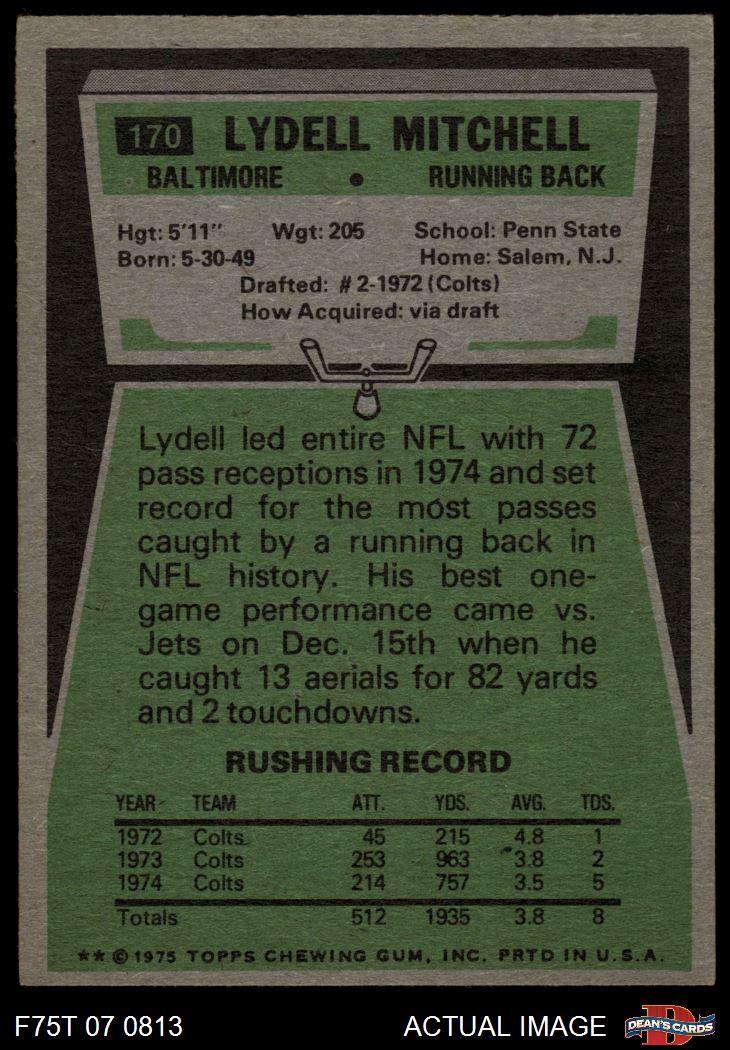 170 LYDELL MITCHELL
BALTIMORE • RUNNING BACK
Hgt: 5'11" Wgt: 205 School: Penn State
Born: 5-30-49 Home: Salem, N.J.
Drafted: #2-1972 (Colts)
How Acquired: via draft
Lydell led entire NFL with 72
pass receptions in 1974 and set
record for the most passes
caught by a running back in
NFL history. His best one-
game performance came vs.
Jets on Dec. 15th when he
caught 13 aerials for 82 yards
and 2 touchdowns.
RUSHING RECORD
YEAR TEAM ATT. YDS. AVG. TDS.
1972 Colts 45 215 4.8 1
1973 Colts 253 963 3.8 2
1974 Colts 214 757 3.5 5
Totals 512 1935 3.8 8
** © 1975 TOPPS CHEWING GUM, INC. PRTD IN U.S.A.
F75T 07 0813 ACTUAL IMAGE D DEAN'S CARDS